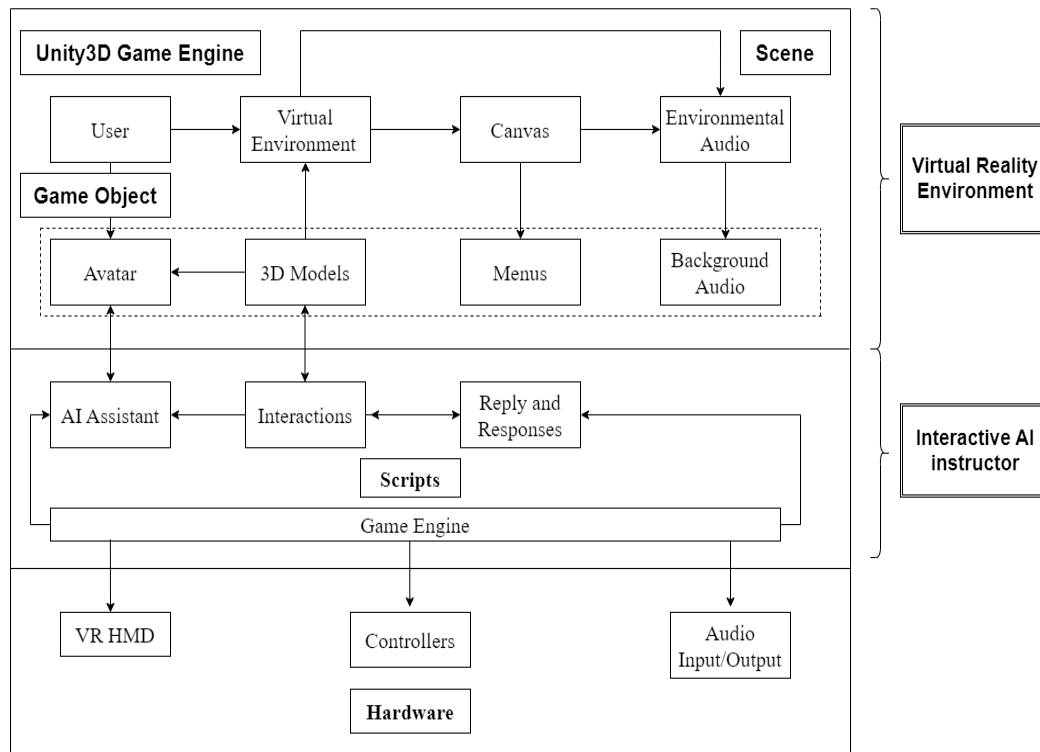 Unity3D Game Engine
Scene
User
Virtual
Environment
Canvas
Environmental
Audio
Virtual Reality
Environment
Game Object
Avatar
3D Models
Menus
Background
Audio
AI Assistant
Interactions
Reply and
Responses
Interactive AI
instructor
Scripts
Game Engine
VR HMD
Controllers
Audio
Input/Output
Hardware